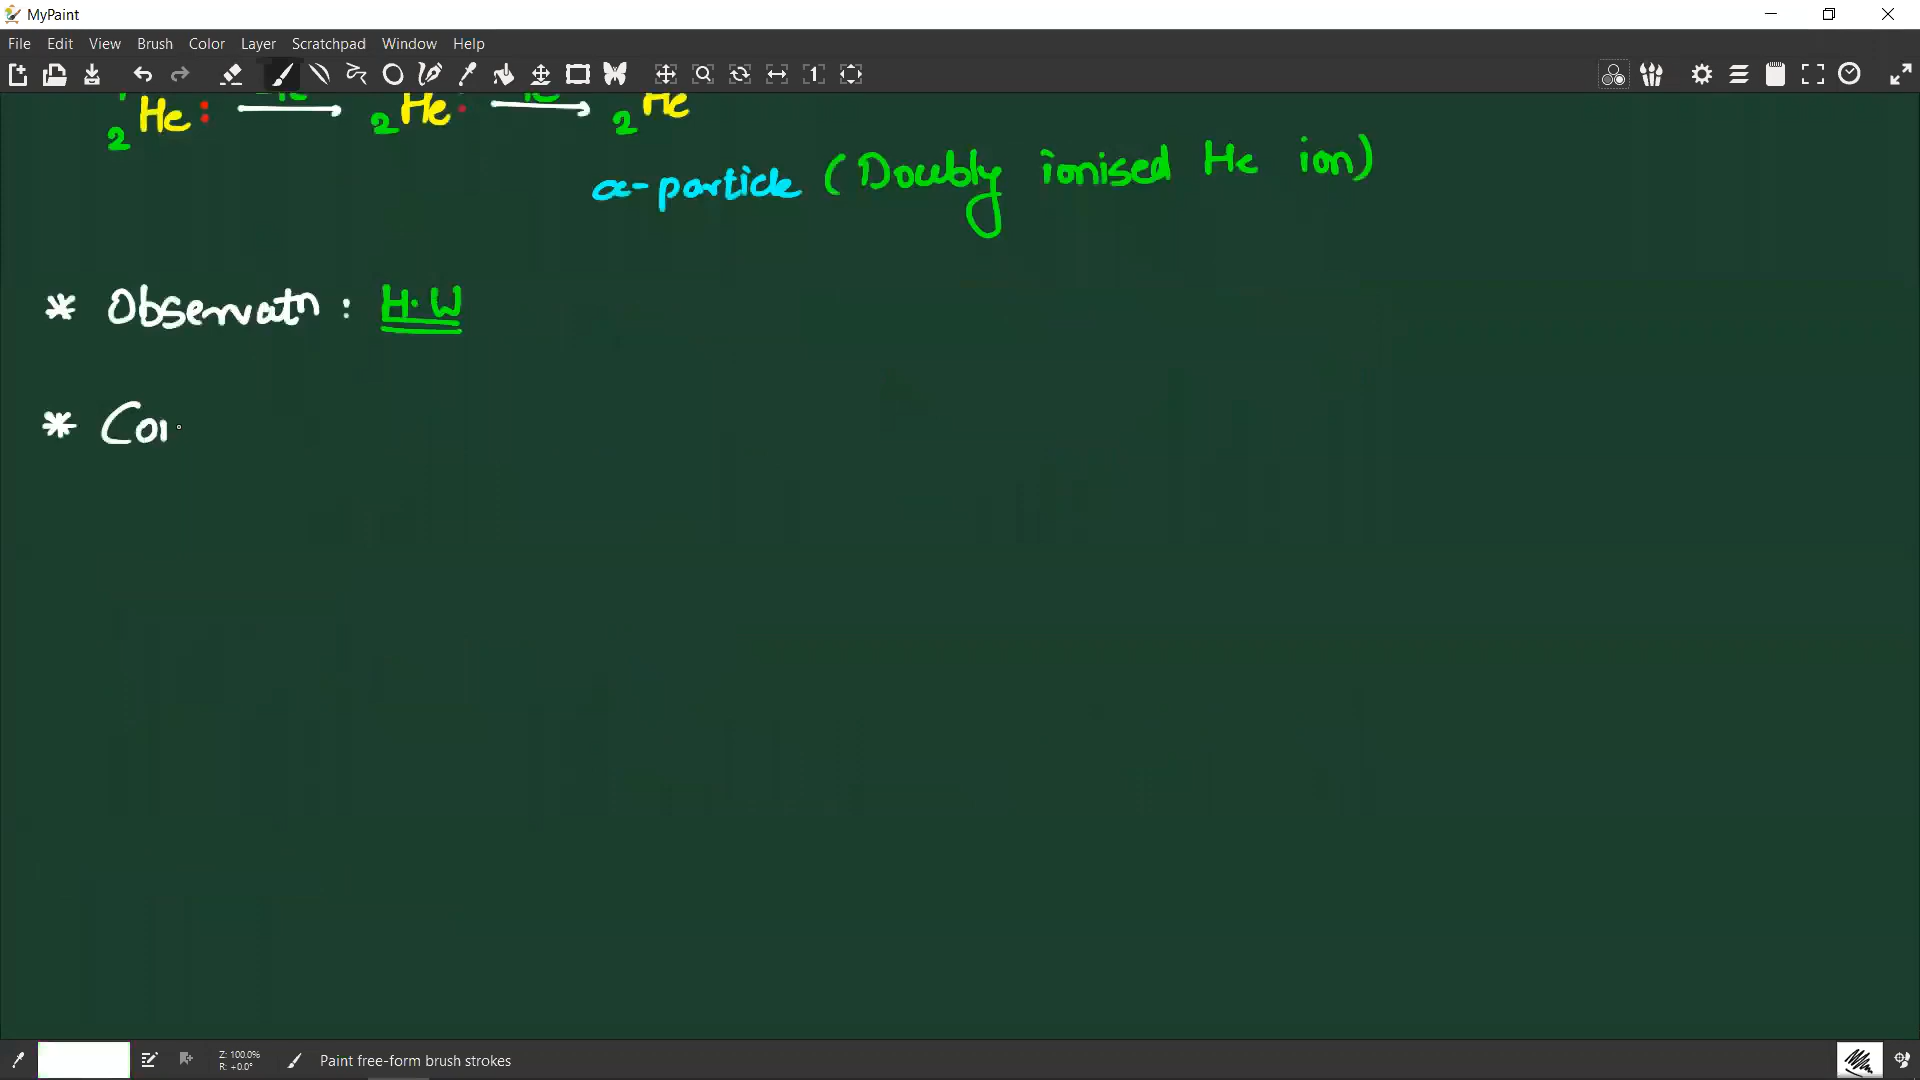 MyPaint
File Edit View Brush Color Layer Scratchpad Window Help
2He: → 2He· → 2He
α-particle (Doubly ionised He ion)
* Observatn : H.W
* Con
Z: 100.0%
R: +0.0°
Paint free-form brush strokes